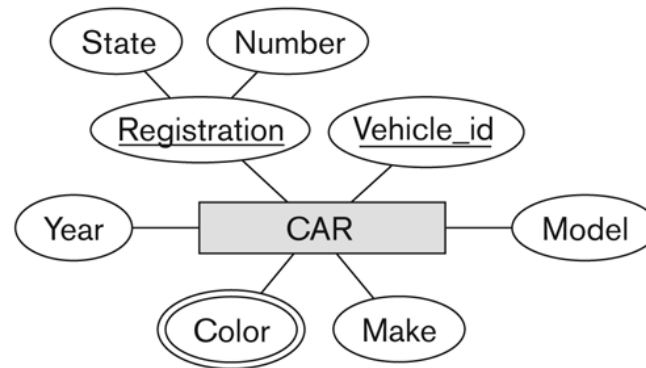 State
Number
Registration
Vehicle_id
Year
CAR
Model
Color
Make